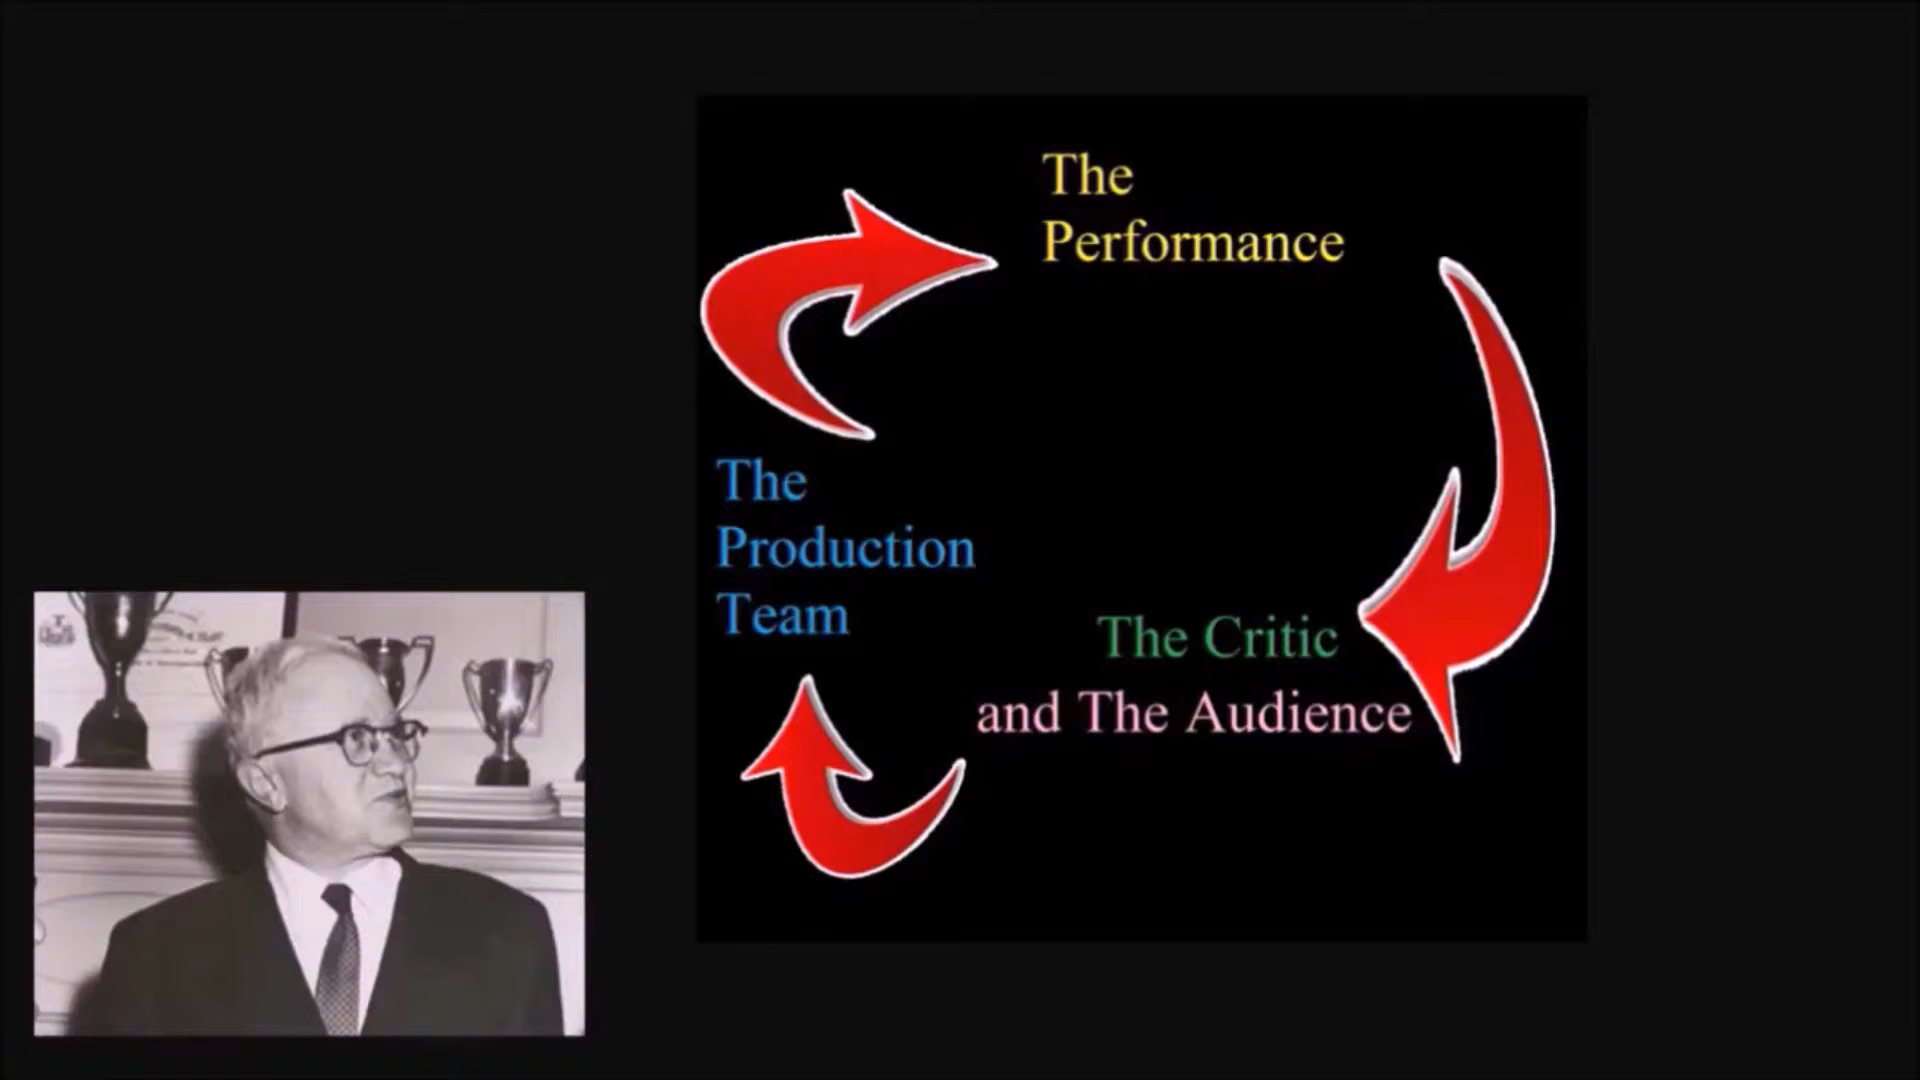 The
Performance
The
Production
Team
The Critic
and The Audience